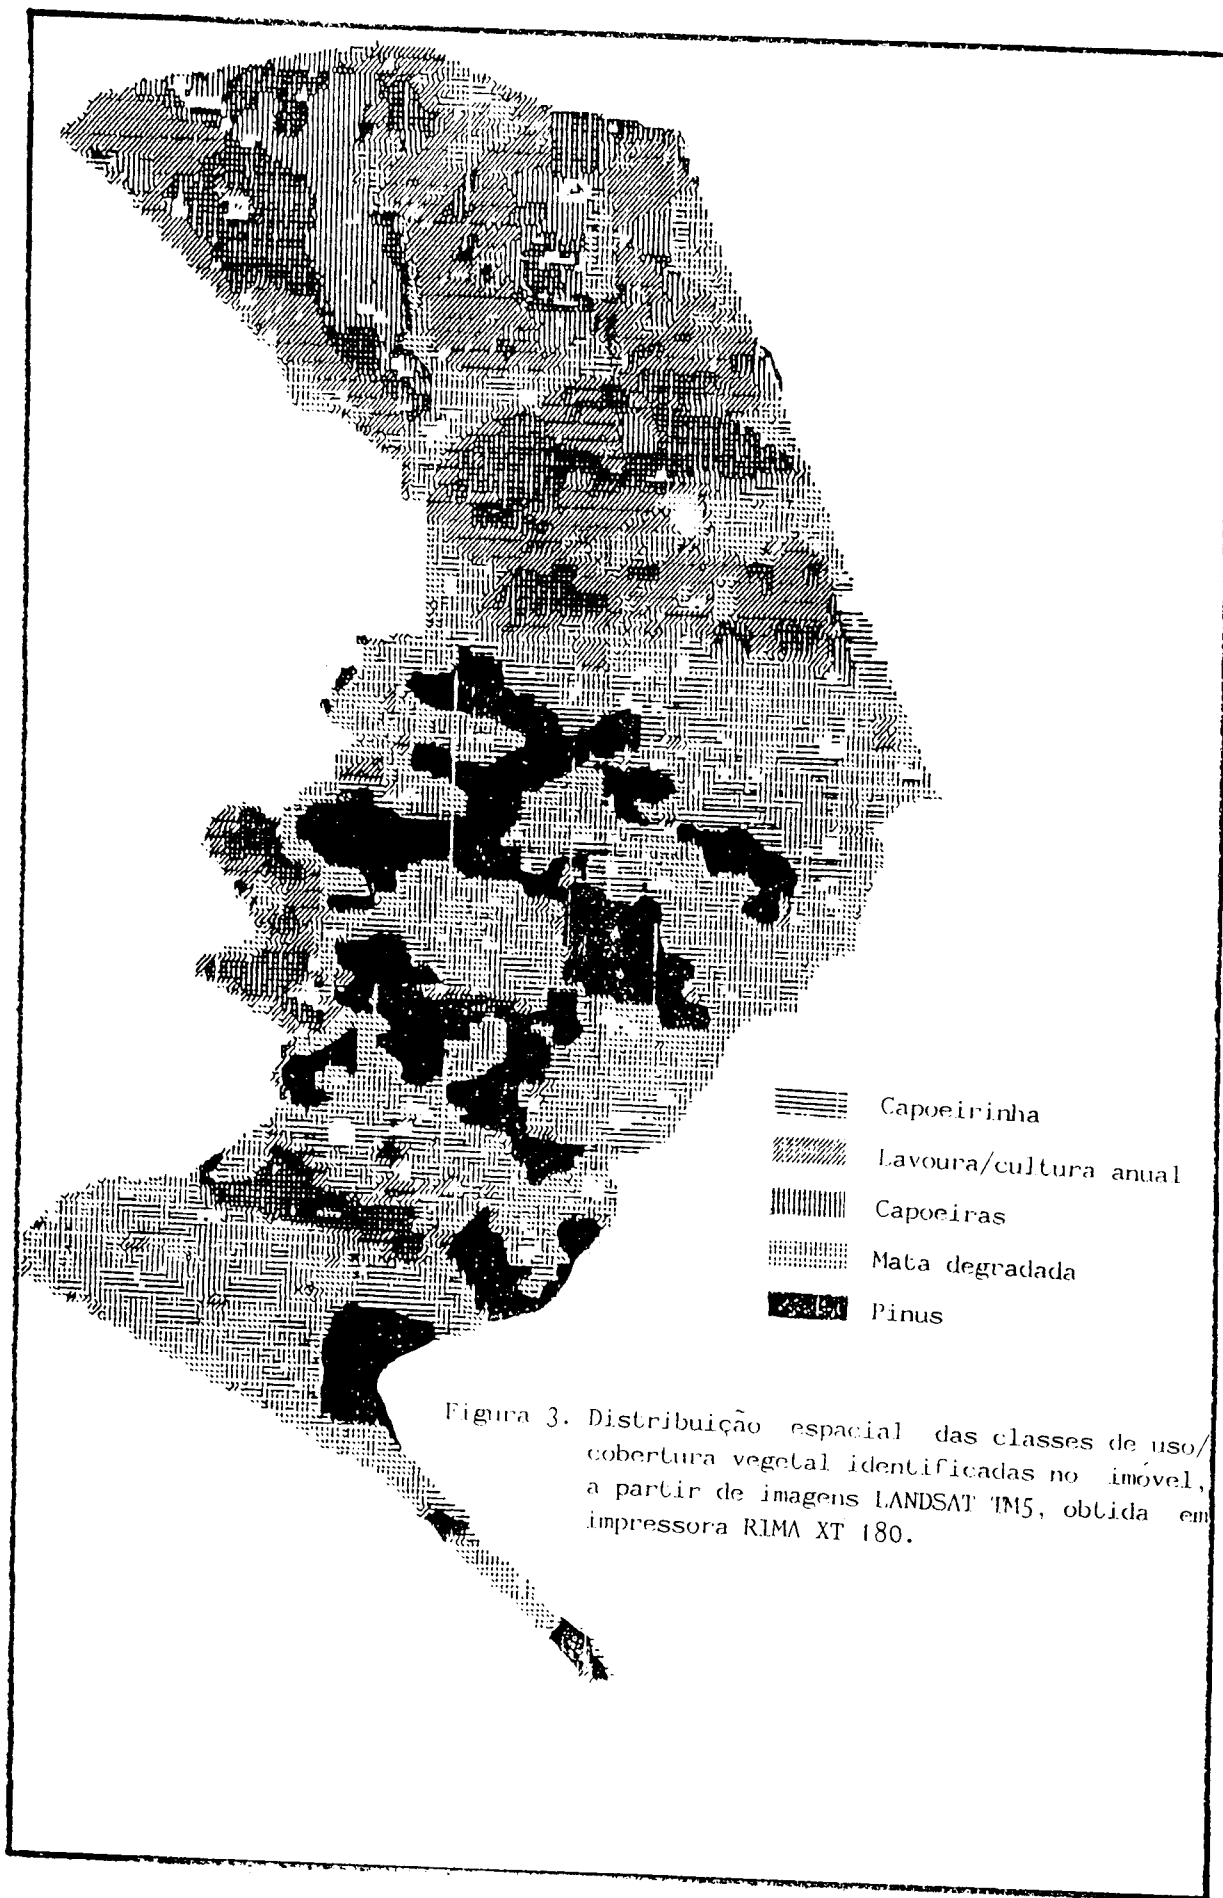 Capoeirinha
Lavoura/cultura anual
Capoeiras
Mata degradada
Pinus
Figura 3. Distribuição espacial das classes de uso/
cobertura vegetal identificadas no imóvel,
a partir de imagens LANDSAT TM5, obtida em
impressora RIMA XT 180.